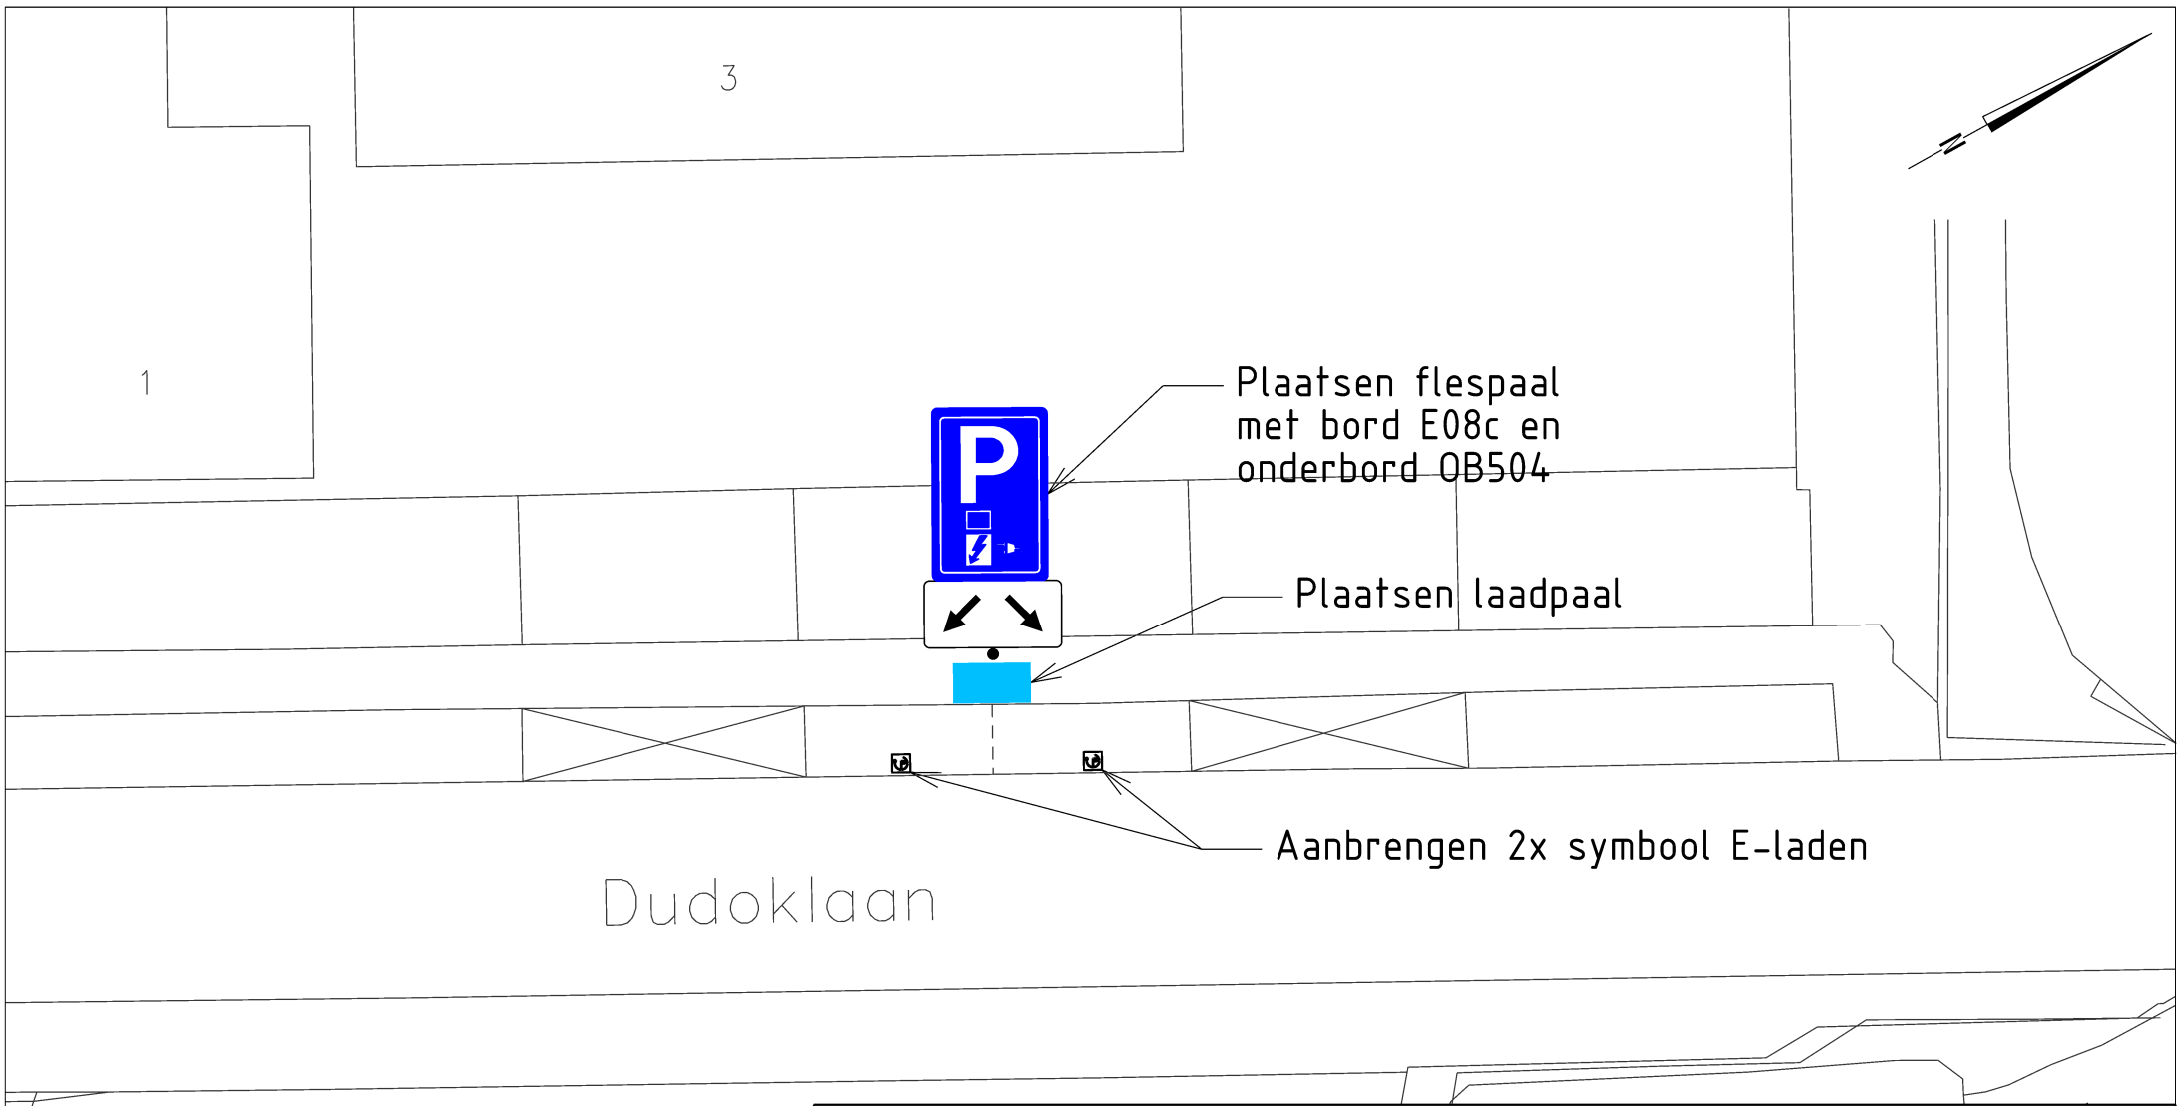 3
N
1
Plaatsen flespaal
met bord E08c en
onderbord OB504
P
Plaatsen laadpaal
Aanbrengen 2x symbool E-laden
Dudoklaan